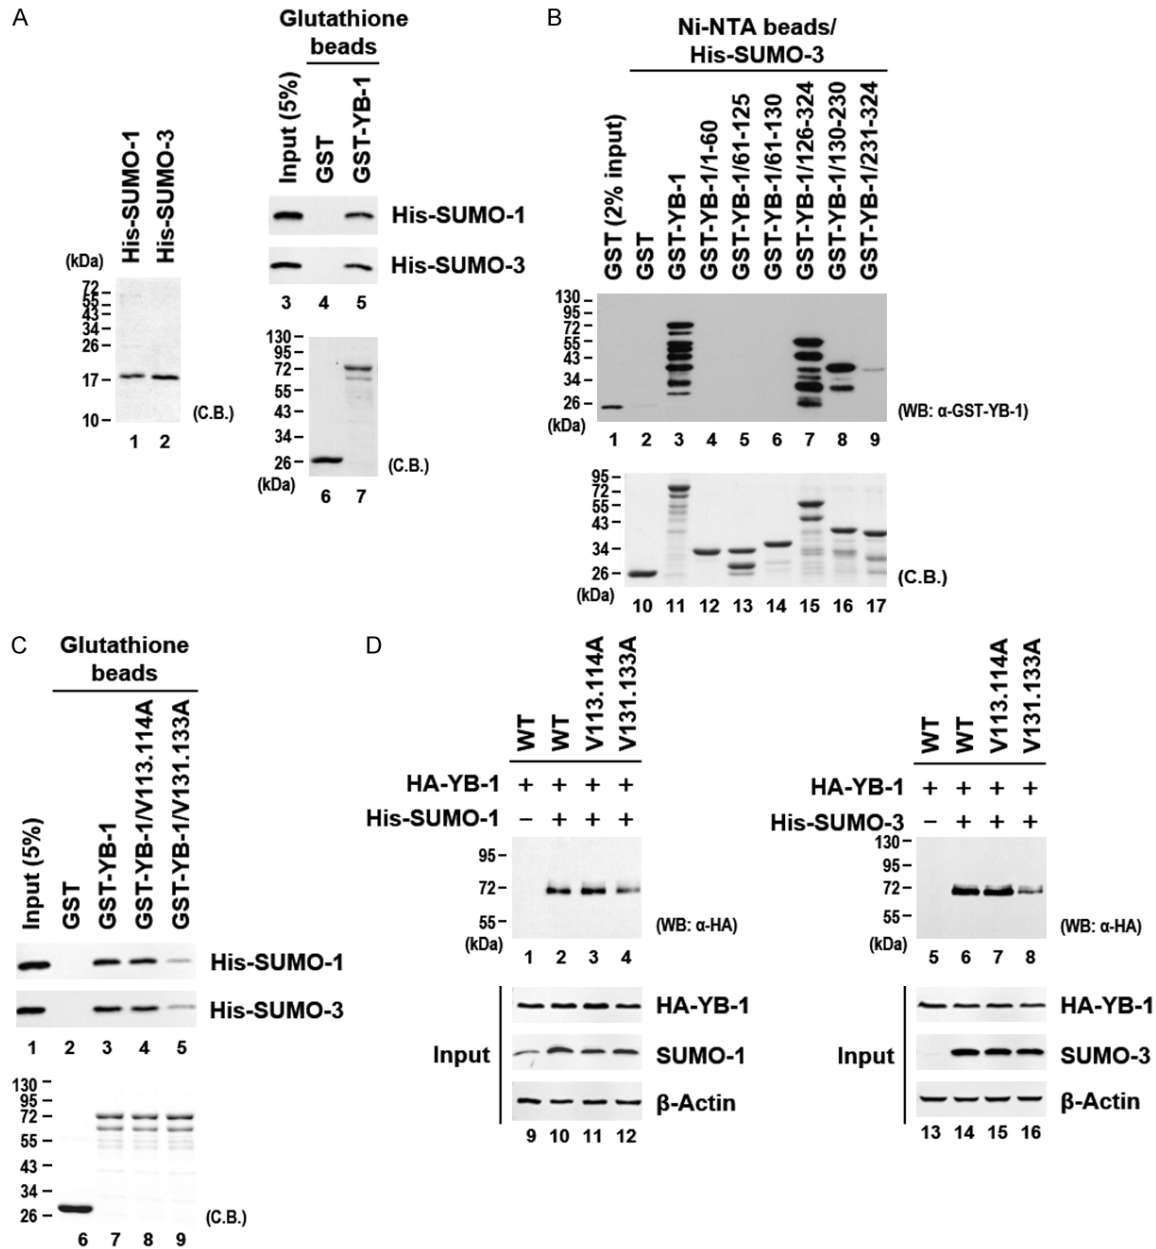 A
His-SUMO-1
His-SUMO-3
(kDa)
72
55
43
34
26
17
10
(C.B.)
1 2
Glutathione
beads
Input (5%)
GST
GST-YB-1
His-SUMO-1
His-SUMO-3
3 4 5
130
95
72
55
43
34
26
(kDa)
(C.B.)
6 7
B
Ni-NTA beads/
His-SUMO-3
GST (2% input)
GST
GST-YB-1
GST-YB-1/1-60
GST-YB-1/61-125
GST-YB-1/61-130
GST-YB-1/126-324
GST-YB-1/130-230
GST-YB-1/231-324
130
95
72
55
43
34
26
(kDa)
(WB: α-GST-YB-1)
1 2 3 4 5 6 7 8 9
95
72
55
43
34
26
(kDa)
(C.B.)
10 11 12 13 14 15 16 17
C
Glutathione
beads
Input (5%)
GST
GST-YB-1
GST-YB-1/V113.114A
GST-YB-1/V131.133A
His-SUMO-1
His-SUMO-3
1 2 3 4 5
130
95
72
55
43
34
26
(C.B.)
6 7 8 9
D
WT
WT
V113.114A
V131.133A
HA-YB-1 + + + +
His-SUMO-1 – + + +
95
72
55
(kDa)
(WB: α-HA)
1 2 3 4
Input
HA-YB-1
SUMO-1
β-Actin
9 10 11 12
WT
WT
V113.114A
V131.133A
HA-YB-1 + + + +
His-SUMO-3 – + + +
130
95
72
55
(kDa)
(WB: α-HA)
5 6 7 8
Input
HA-YB-1
SUMO-3
β-Actin
13 14 15 16